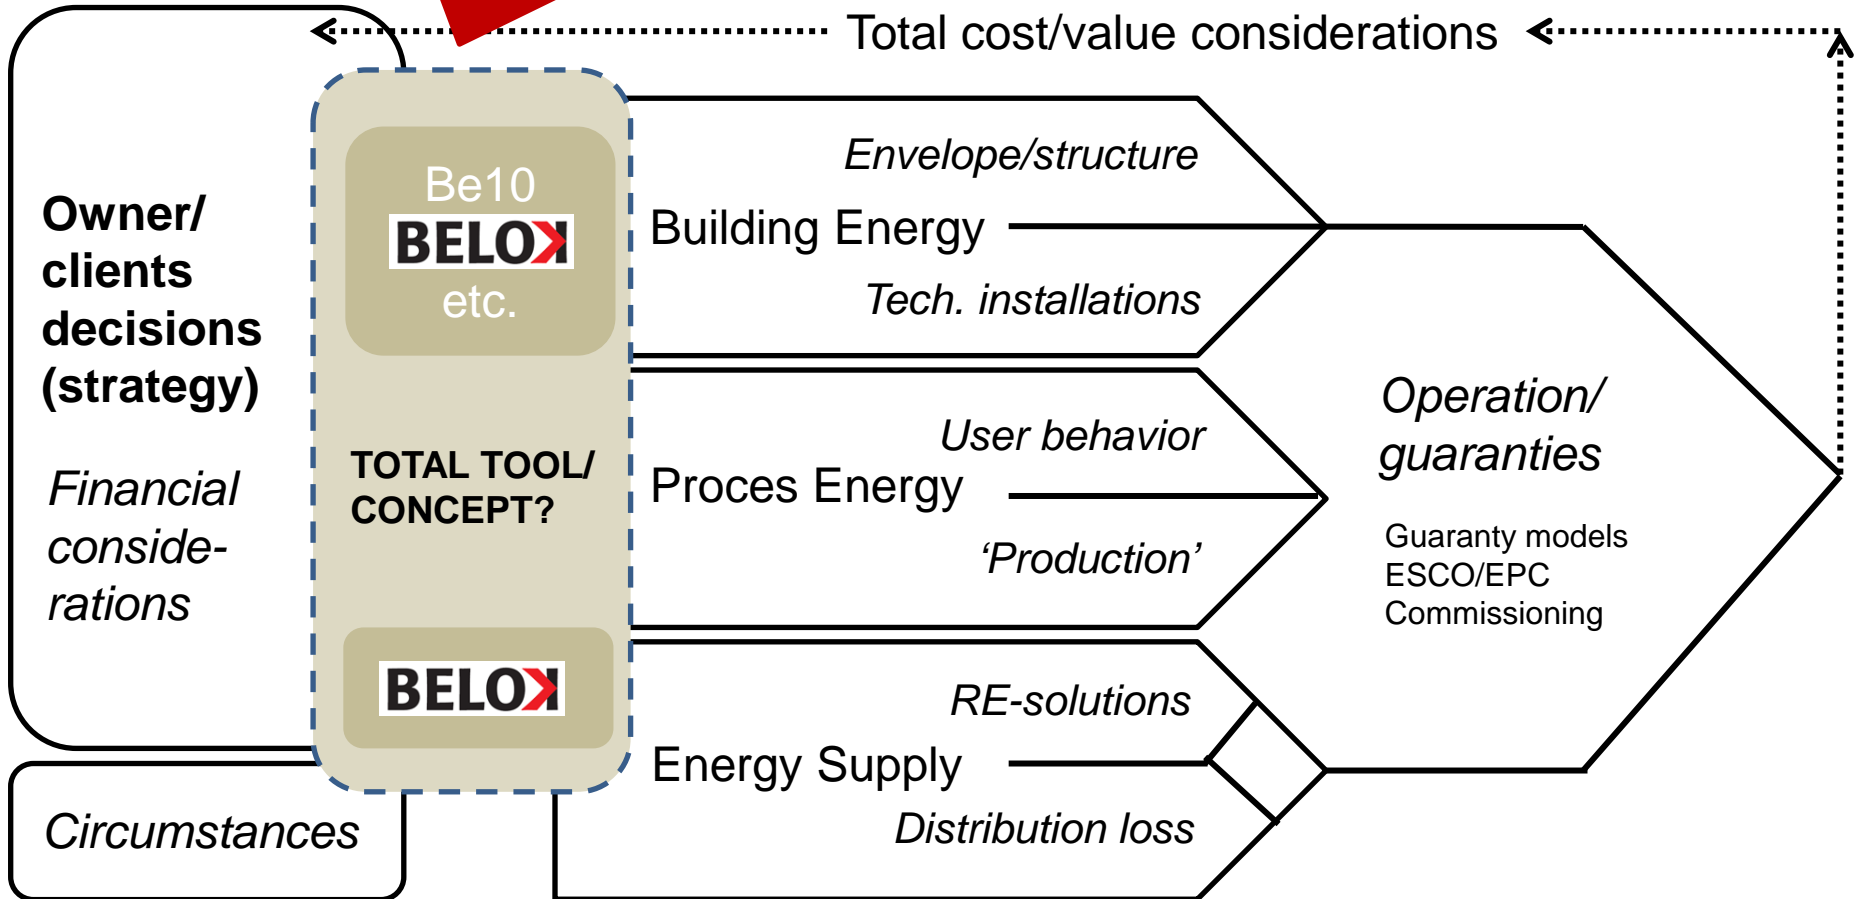 Total cost/value considerations
Owner/
clients
decisions
(strategy)
Financial
conside-
rations
Circumstances
Be10
BELOK
etc.
TOTAL TOOL/
CONCEPT?
BELOK
Envelope/structure
Building Energy
Tech. installations
User behavior
Proces Energy
‘Production’
RE-solutions
Energy Supply
Distribution loss
Operation/
guaranties
Guaranty models
ESCO/EPC
Commissioning